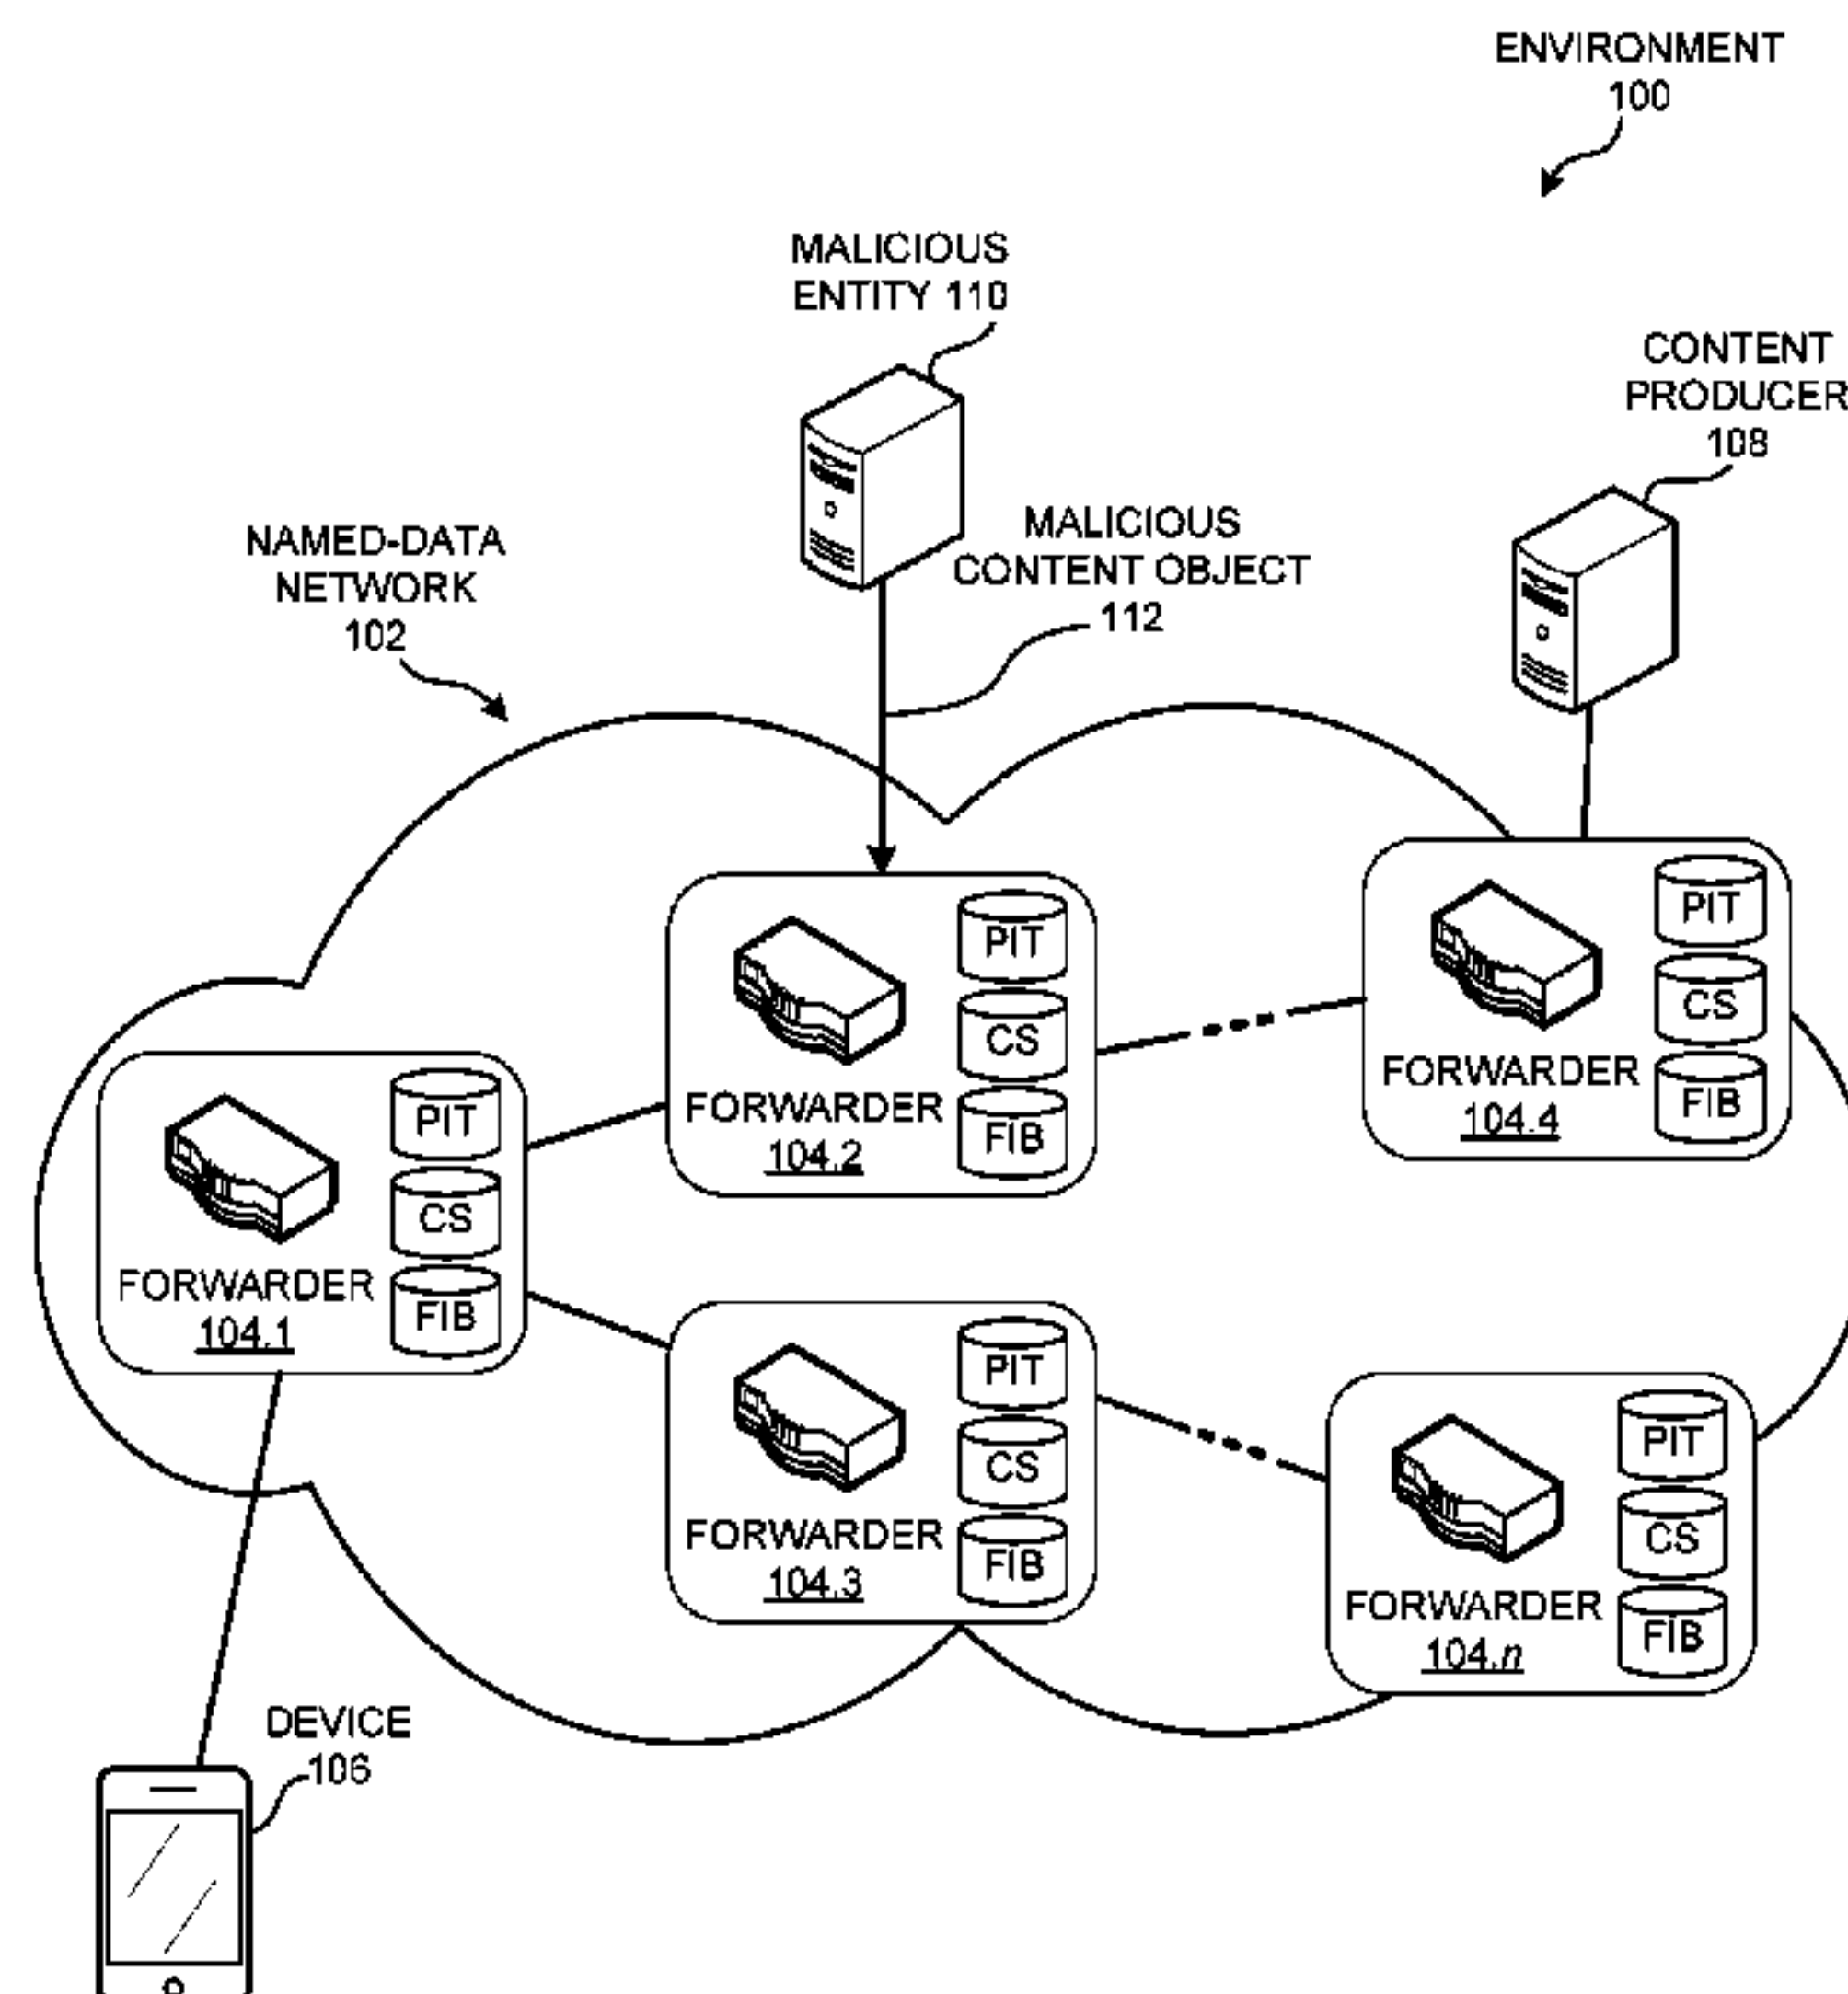 ENVIRONMENT
100
MALICIOUS
ENTITY 110
CONTENT
PRODUCER
108
NAMED-DATA
NETWORK
102
MALICIOUS
CONTENT OBJECT
112
PIT
CS
FIB
FORWARDER
104.2
PIT
CS
FIB
FORWARDER
104.4
PIT
CS
FIB
FORWARDER
104.1
PIT
CS
FIB
FORWARDER
104.3
PIT
CS
FIB
FORWARDER
104.n
DEVICE
106